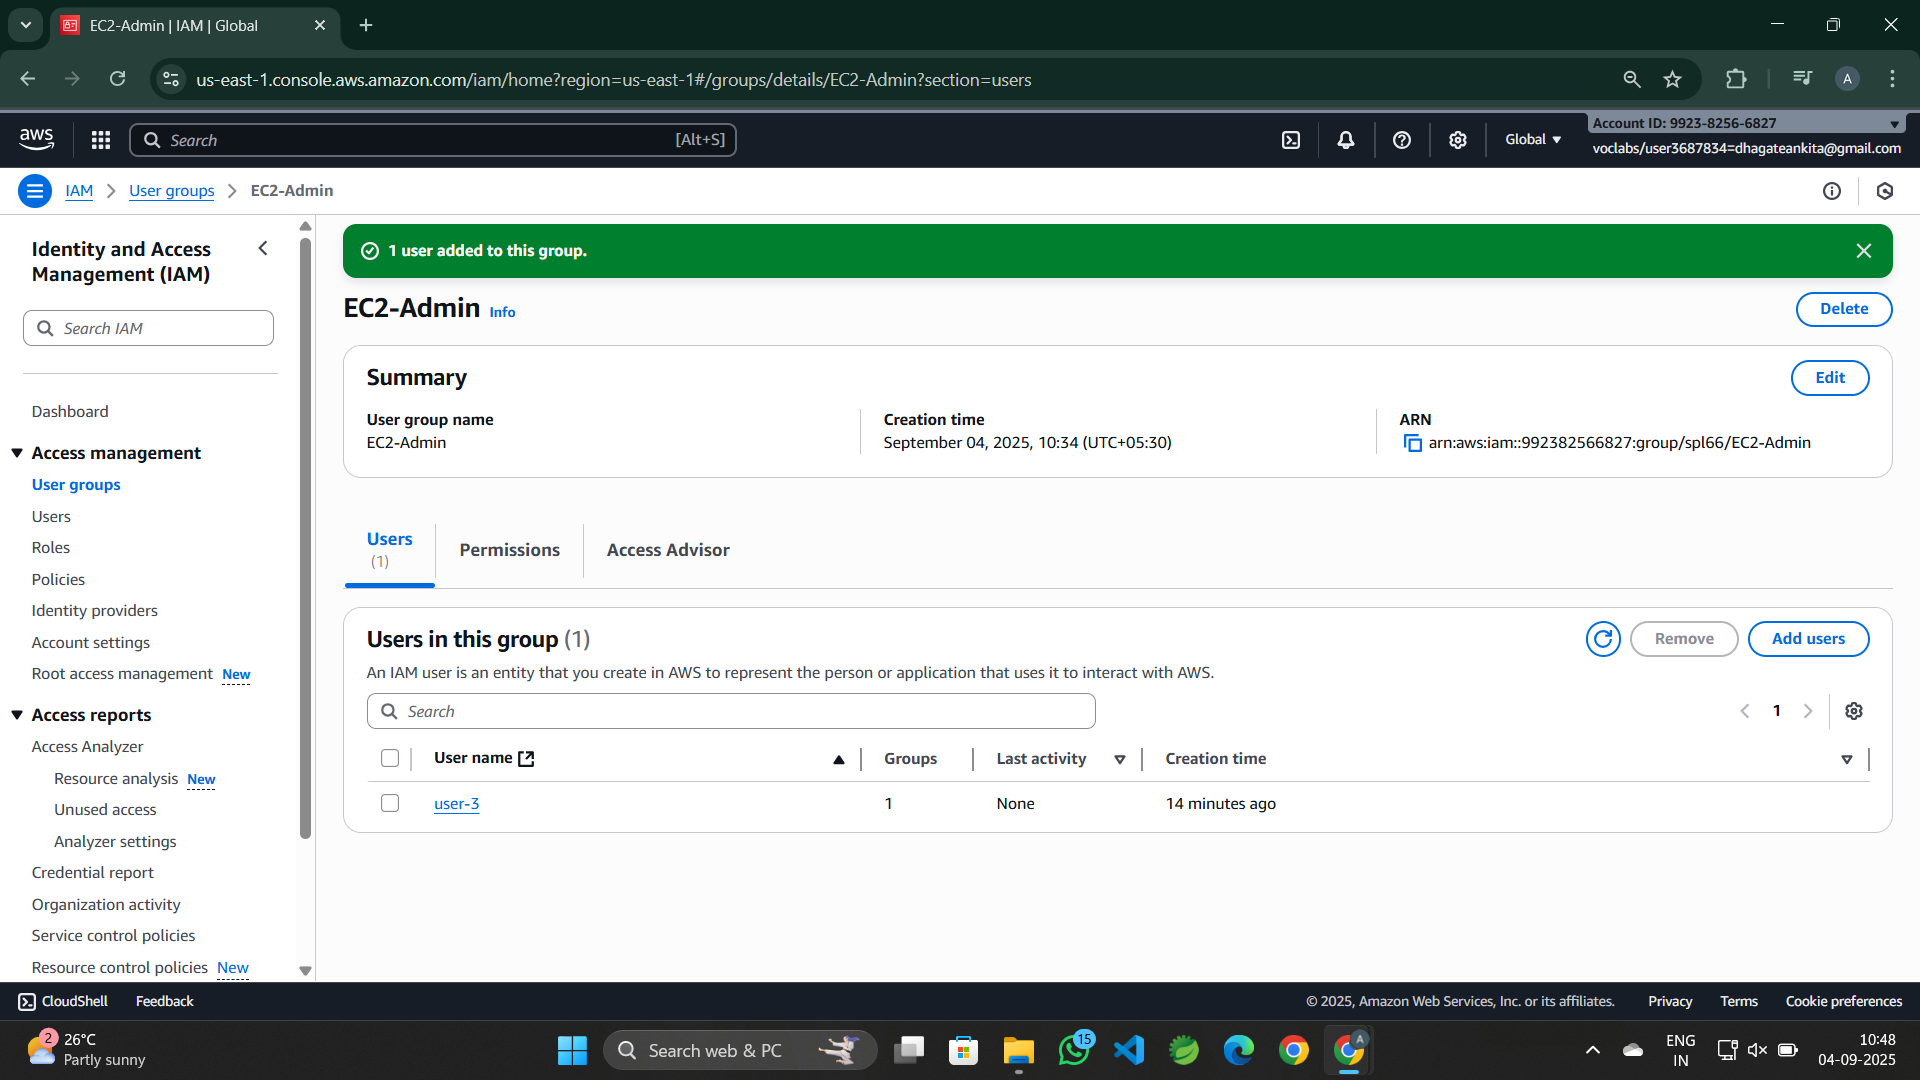 EC2-Admin | IAM | Global
us-east-1.console.aws.amazon.com/iam/home?region=us-east-1#/groups/details/EC2-Admin?section=users
A
aws
Search
[Alt+S]
Global
Account ID: 9923-8256-6827
voclabs/user3687834=dhagateankita@gmail.com
IAM
User groups
EC2-Admin
Identity and Access
Management (IAM)
Search IAM
Dashboard
Access management
User groups
Users
Roles
Policies
Identity providers
Account settings
Root access management New
Access reports
Access Analyzer
Resource analysis New
Unused access
Analyzer settings
Credential report
Organization activity
Service control policies
Resource control policies New
1 user added to this group.
EC2-Admin Info
Delete
Summary
Edit
User group name
EC2-Admin
Creation time
September 04, 2025, 10:34 (UTC+05:30)
ARN
arn:aws:iam::992382566827:group/spl66/EC2-Admin
Users
(1)
Permissions
Access Advisor
Users in this group (1)
Remove
Add users
An IAM user is an entity that you create in AWS to represent the person or application that uses it to interact with AWS.
Search
1
User name
Groups
Last activity
Creation time
user-3
1
None
14 minutes ago
CloudShell
Feedback
© 2025, Amazon Web Services, Inc. or its affiliates.
Privacy
Terms
Cookie preferences
2
26°C
Partly sunny
Search web & PC
15
A
ENG
IN
10:48
04-09-2025